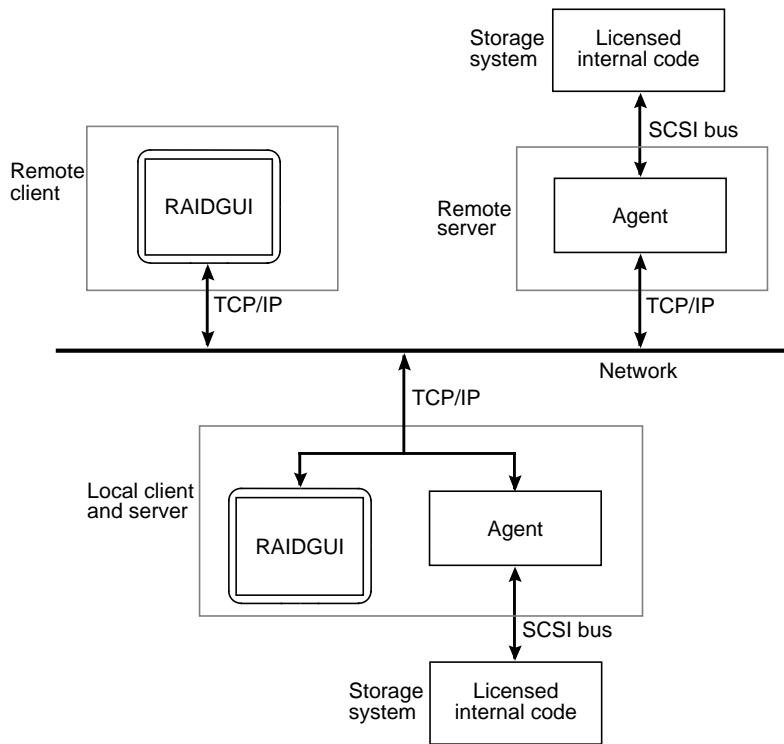 Storage
system
Licensed
internal code
SCSI bus
Remote
client
RAIDGUI
Remote
server
Agent
TCP/IP
TCP/IP
Network
TCP/IP
Local client
and server
RAIDGUI
Agent
SCSI bus
Storage
system
Licensed
internal code